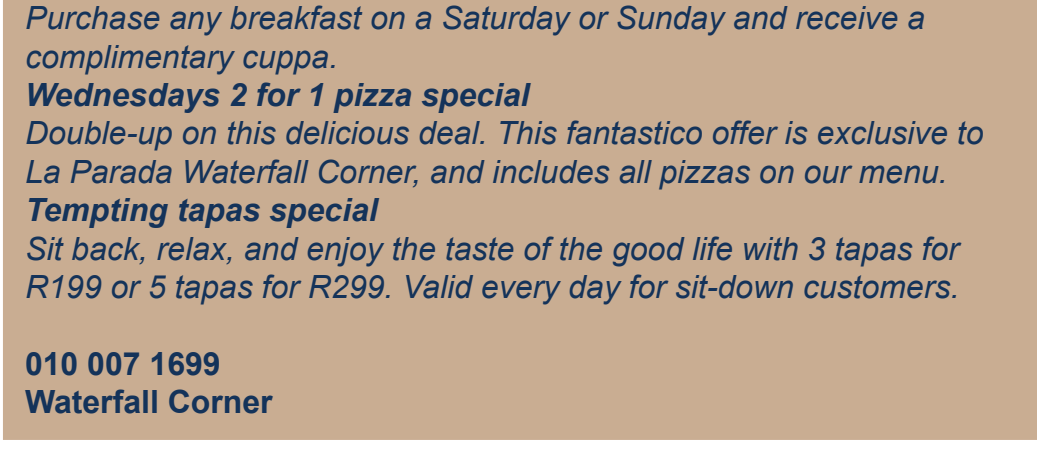 Purchase any breakfast on a Saturday or Sunday and receive a
complimentary cuppa.
Wednesdays 2 for 1 pizza special
Double-up on this delicious deal. This fantastico offer is exclusive to
La Parada Waterfall Corner, and includes all pizzas on our menu.
Tempting tapas special
Sit back, relax, and enjoy the taste of the good life with 3 tapas for
R199 or 5 tapas for R299. Valid every day for sit-down customers.
010 007 1699
Waterfall Corner